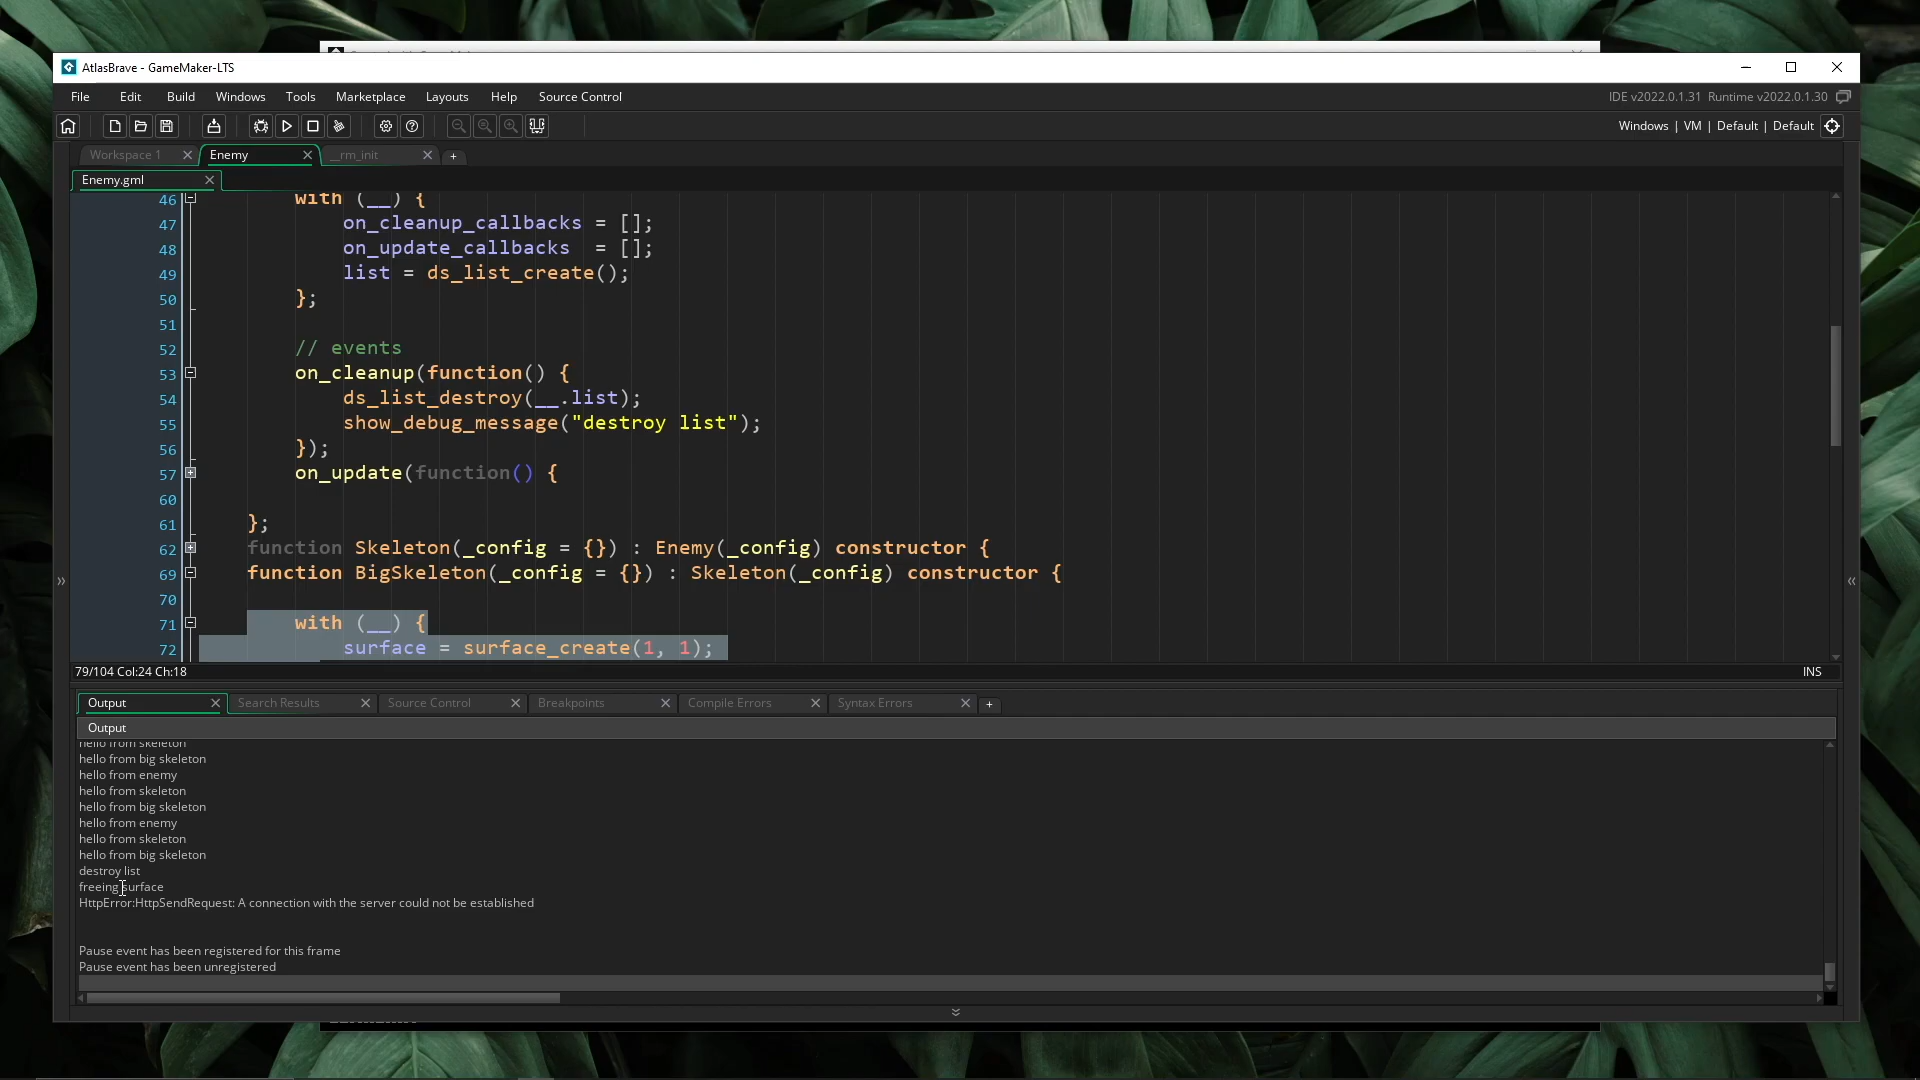 AtlasBrave - GameMaker-LTS
File Edit Build Windows Tools Marketplace Layouts Help Source Control
IDE v2022.0.1.31 Runtime v2022.0.1.30
Windows | VM | Default | Default
Workspace 1 Enemy __rm_init +
Enemy.gml
46 with (__) {
47 on_cleanup_callbacks = [];
48 on_update_callbacks = [];
49 list = ds_list_create();
50 };
51
52 // events
53 on_cleanup(function() {
54 ds_list_destroy(__.list);
55 show_debug_message("destroy list");
56 });
57 on_update(function() {
60
61 };
62 function Skeleton(_config = {}) : Enemy(_config) constructor {
69 function BigSkeleton(_config = {}) : Skeleton(_config) constructor {
70
71 with (__) {
72 surface = surface_create(1, 1);
79/104 Col:24 Ch:18 INS
Output Search Results Source Control Breakpoints Compile Errors Syntax Errors +
Output
hello from skeleton
hello from big skeleton
hello from enemy
hello from skeleton
hello from big skeleton
hello from enemy
hello from skeleton
hello from big skeleton
destroy list
freeing surface
HttpError:HttpSendRequest: A connection with the server could not be established
Pause event has been registered for this frame
Pause event has been unregistered